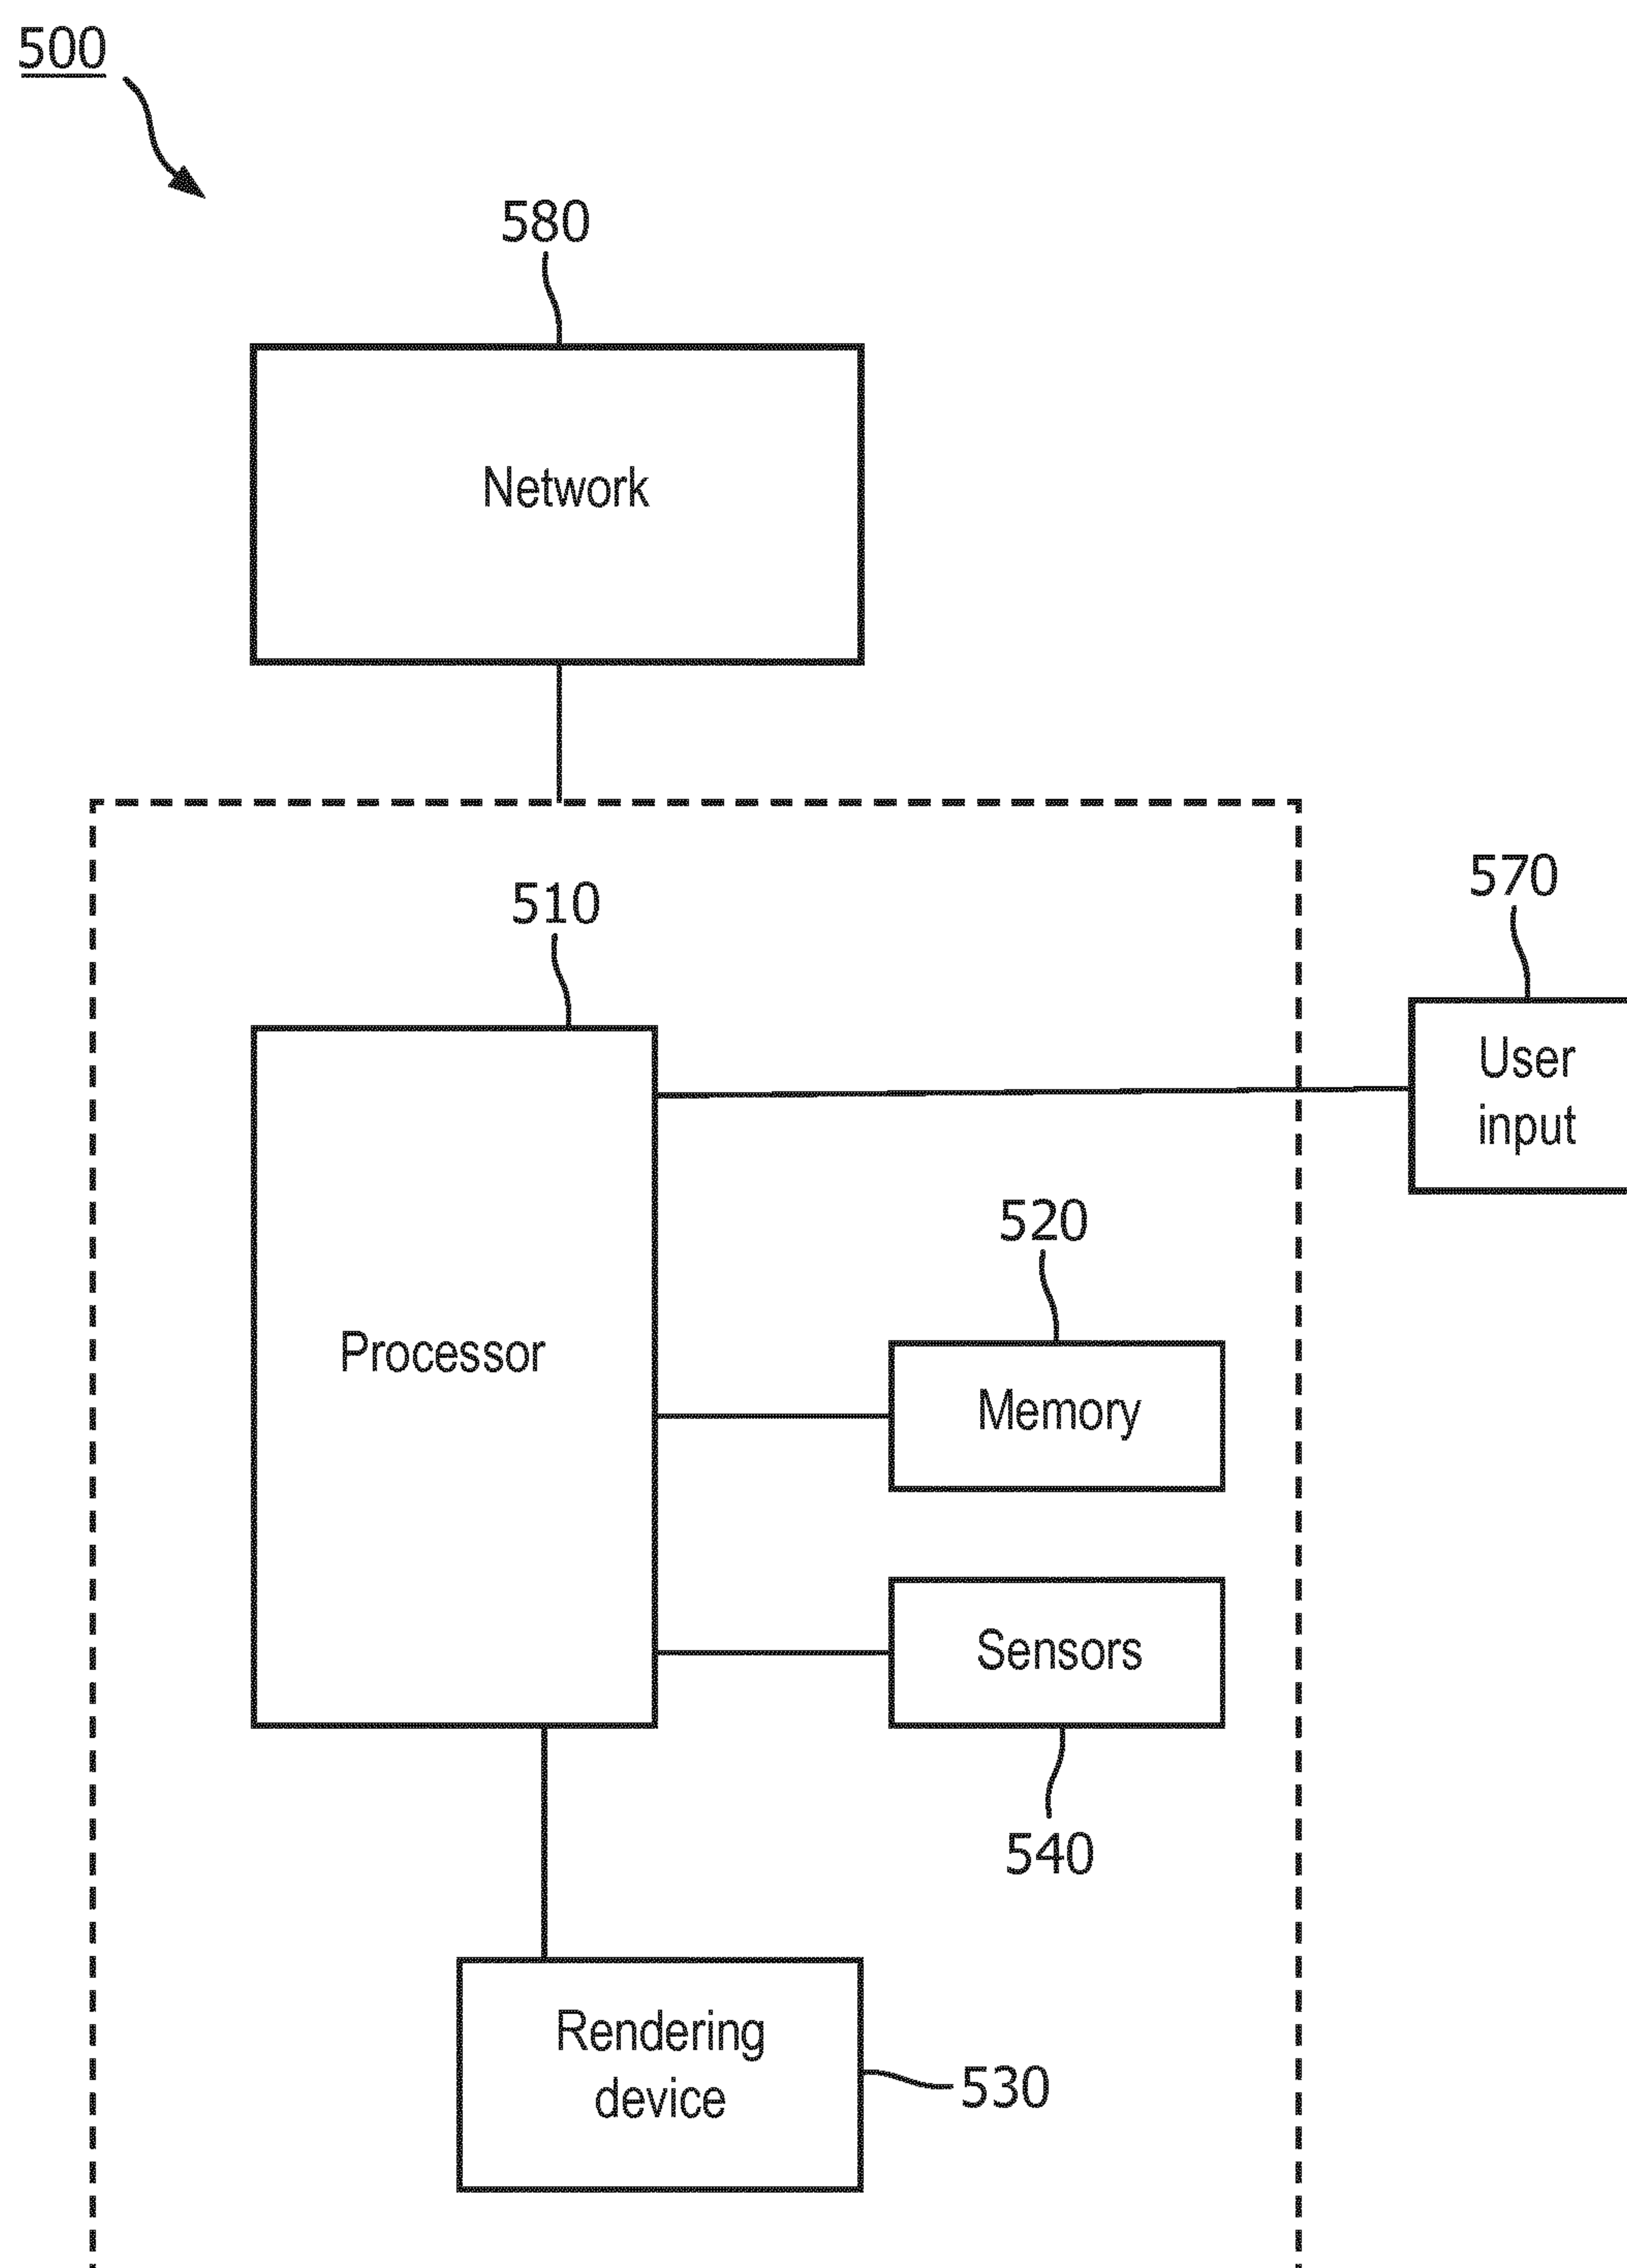 500
580
Network
510
570
User
input
520
Processor
Memory
Sensors
540
Rendering
device
530